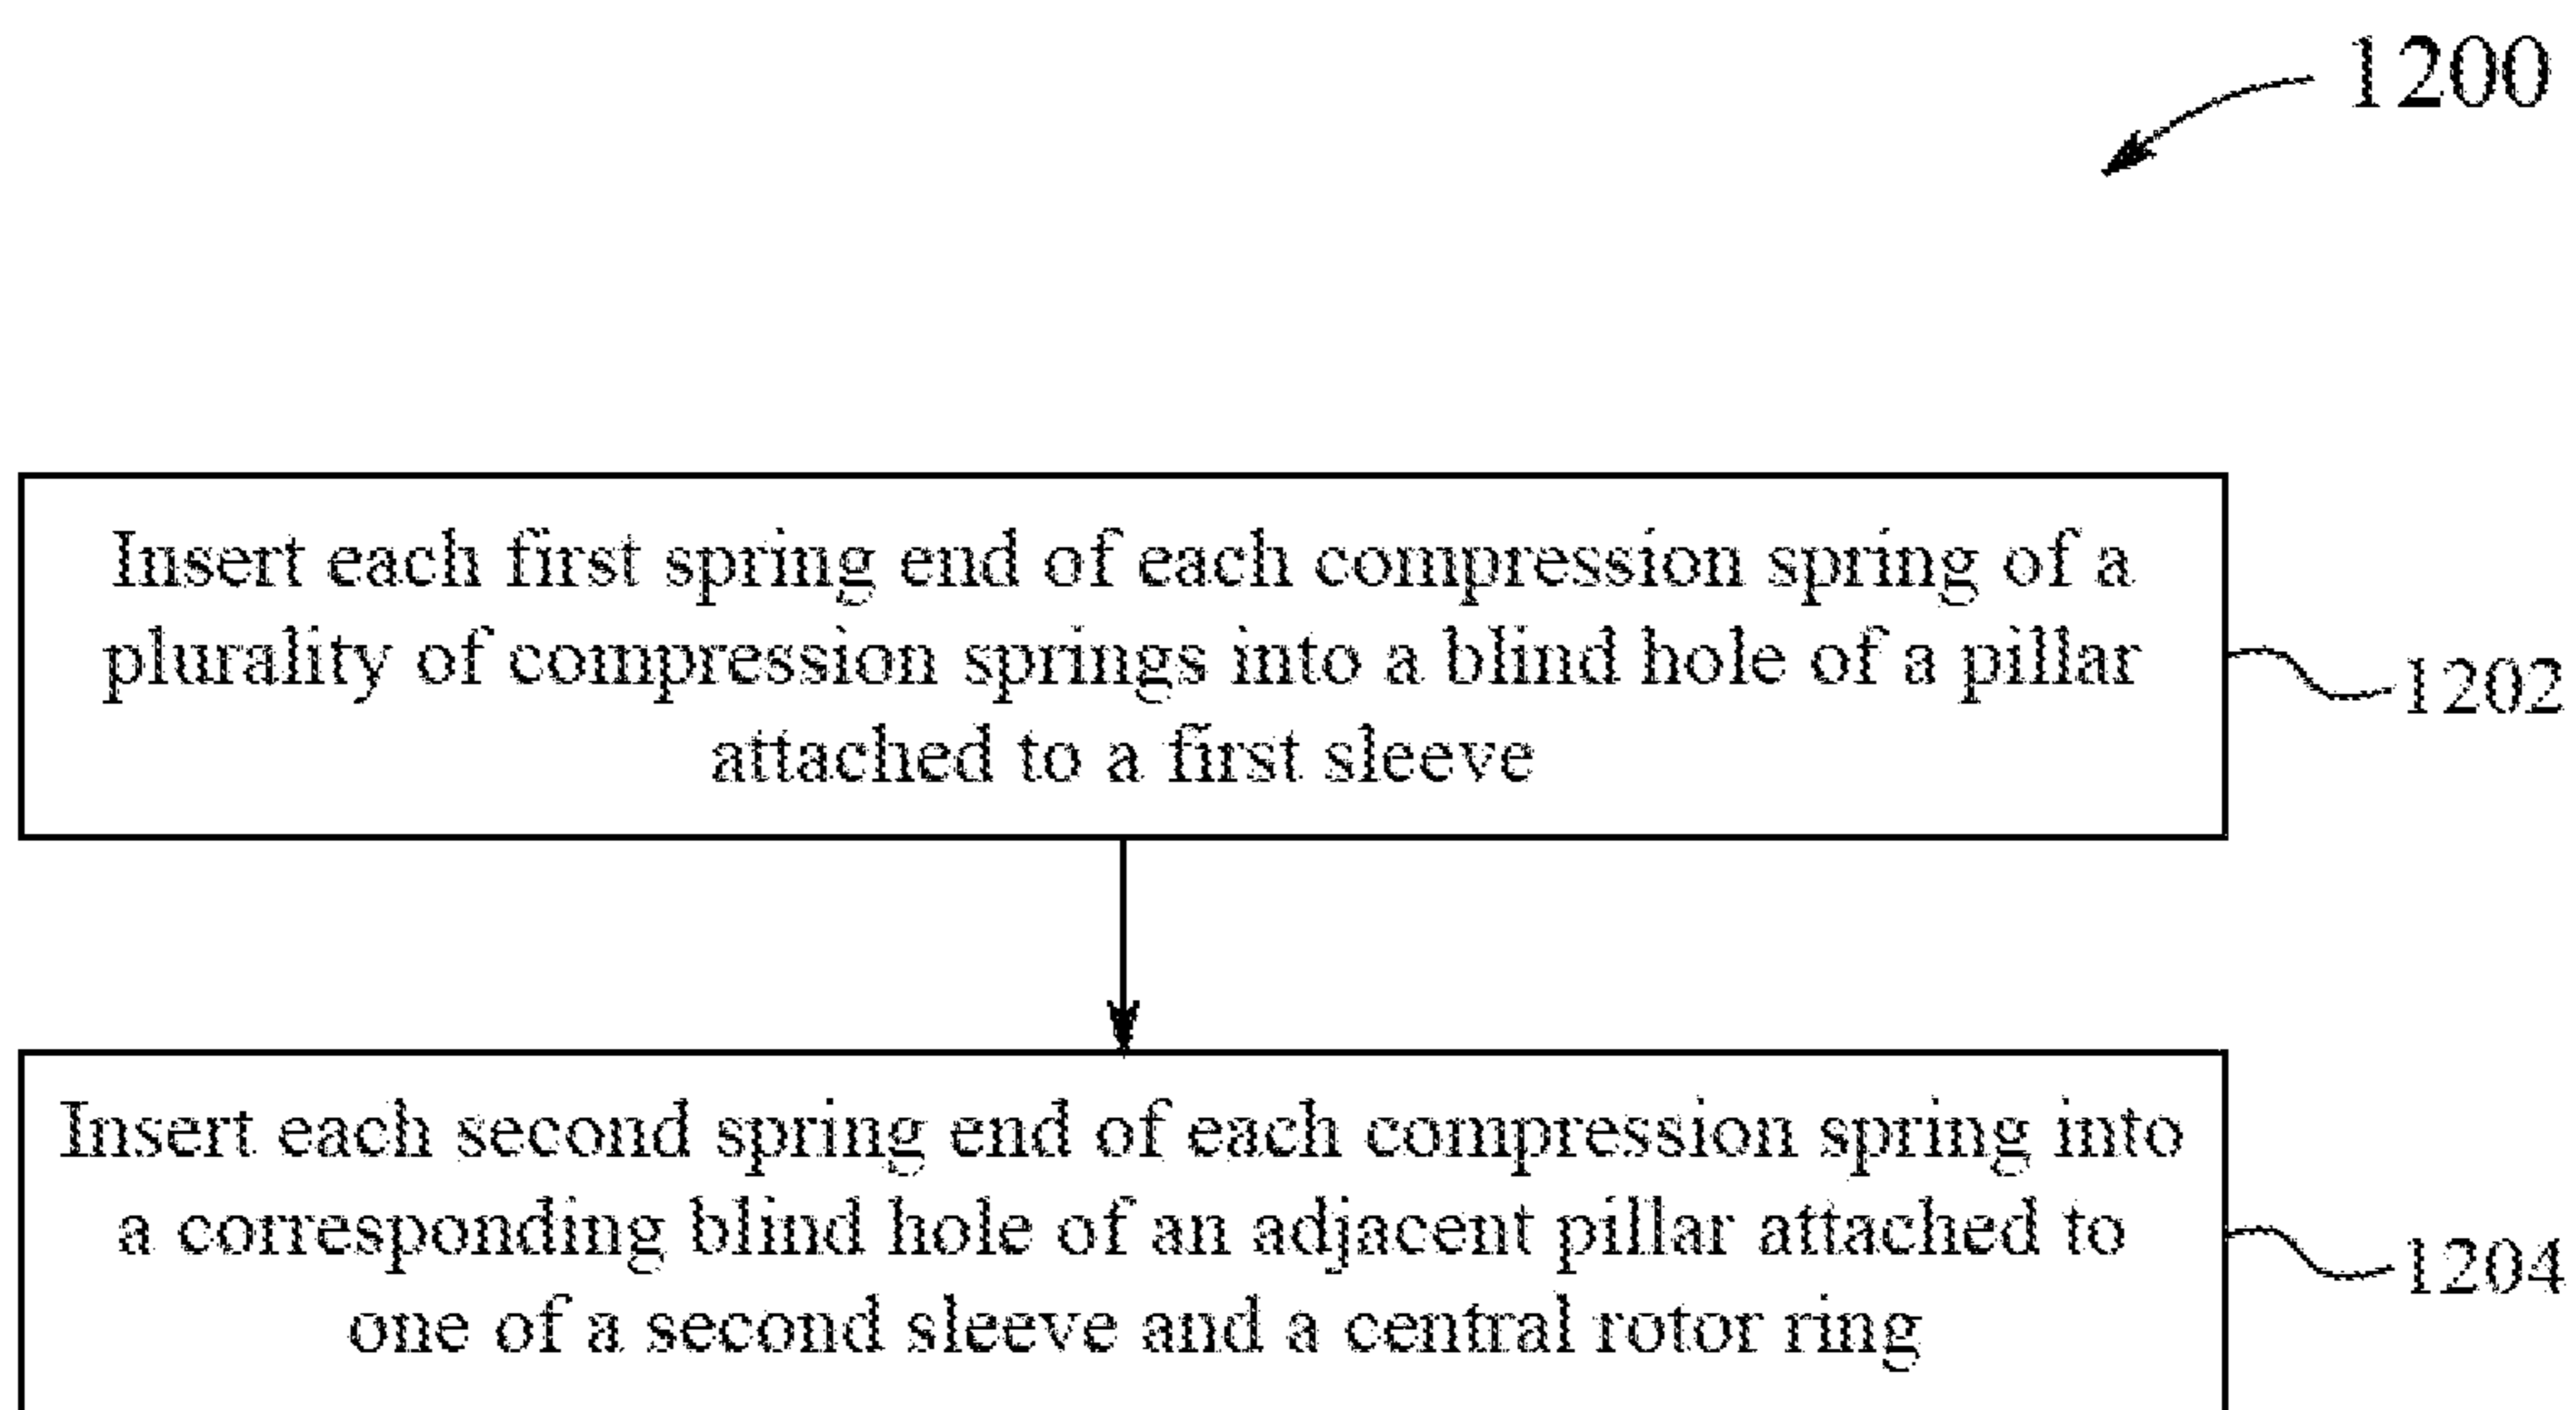 1200
Insert each first spring end of each compression spring of a
plurality of compression springs into a blind hole of a pillar
attached to a first sleeve
1202
Insert each second spring end of each compression spring into
a corresponding blind hole of an adjacent pillar attached to
one of a second sleeve and a central rotor ring
1204